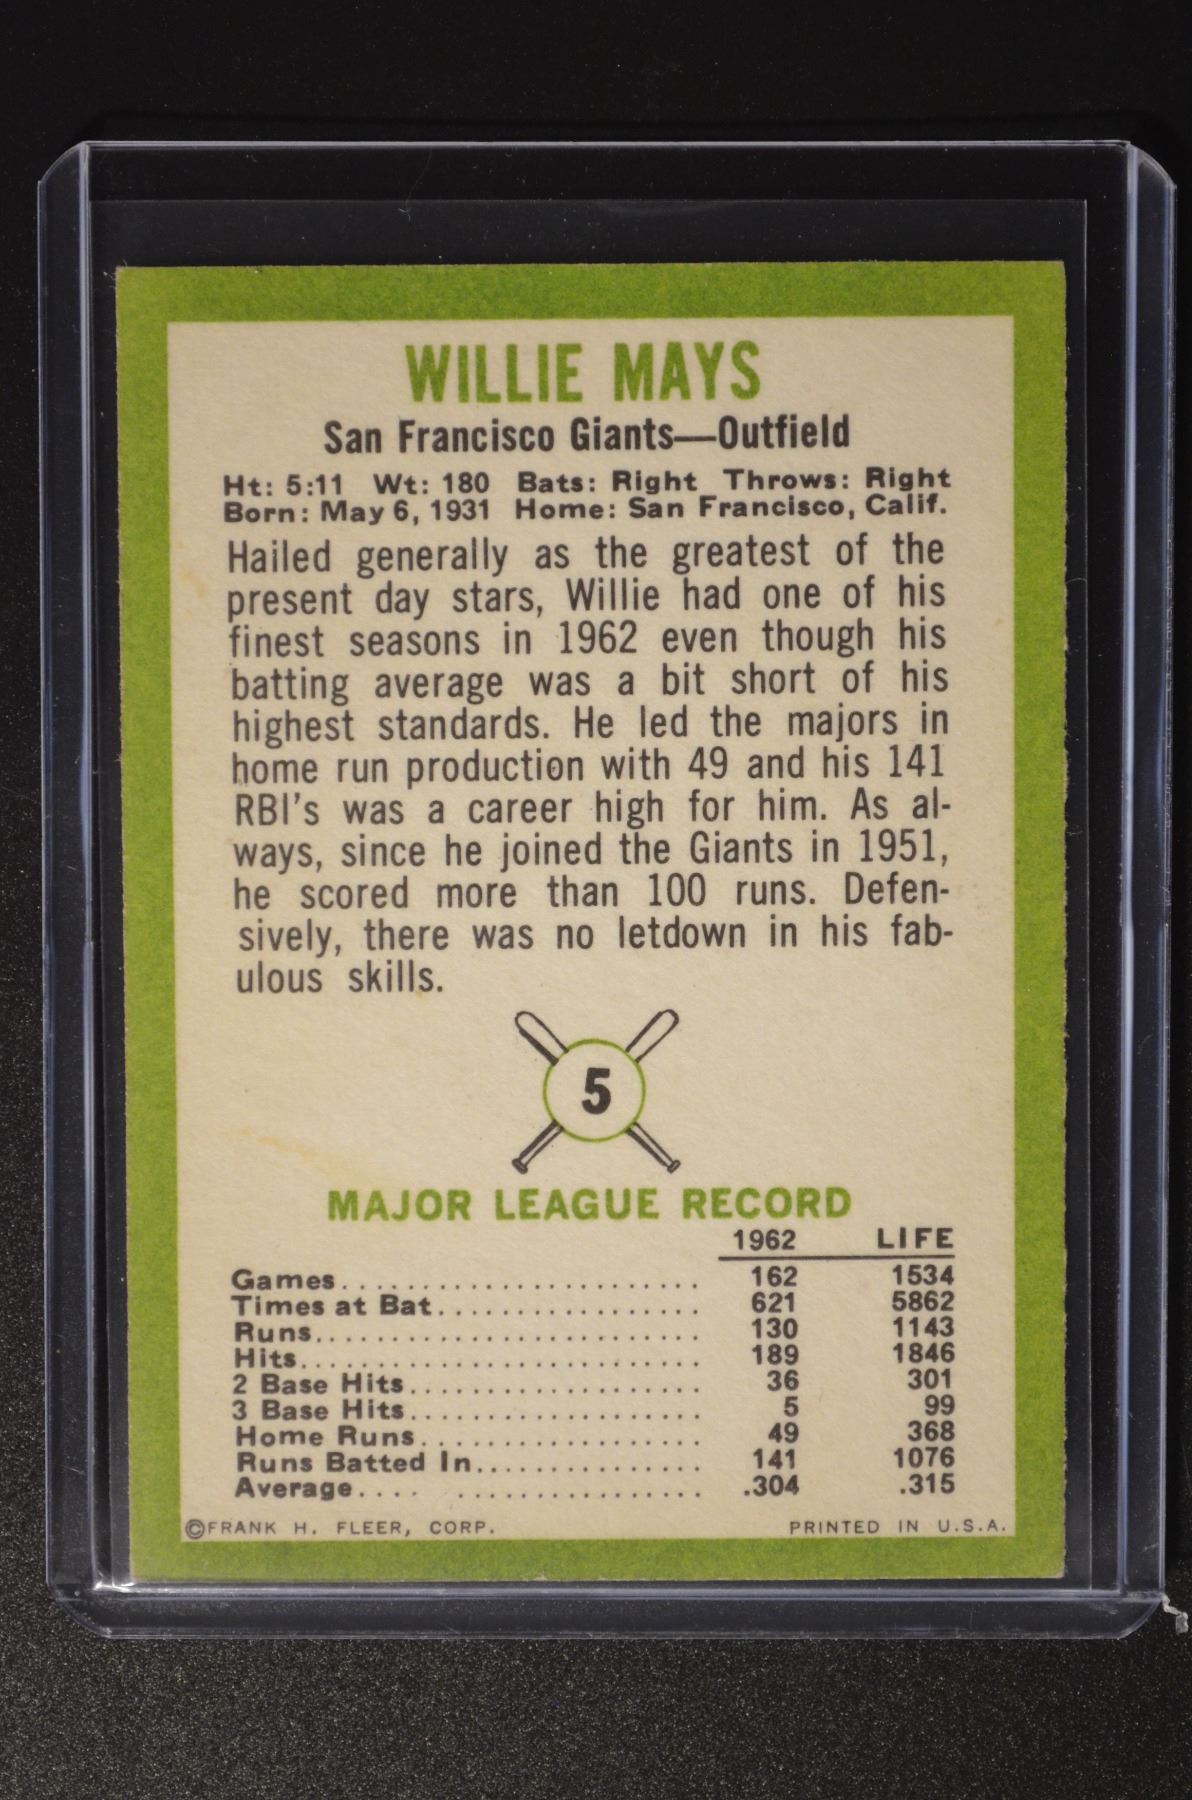 WILLIE MAYS
San Francisco Giants—Outfield
Ht: 5:11 Wt: 180 Bats: Right Throws: Right
Born: May 6, 1931 Home: San Francisco, Calif.
Hailed generally as the greatest of the
present day stars, Willie had one of his
finest seasons in 1962 even though his
batting average was a bit short of his
highest standards. He led the majors in
home run production with 49 and his 141
RBI's was a career high for him. As al-
ways, since he joined the Giants in 1951,
he scored more than 100 runs. Defen-
sively, there was no letdown in his fab-
ulous skills.
5
MAJOR LEAGUE RECORD
1962 LIFE
Games............................ 162 1534
Times at Bat..................... 621 5862
Runs............................. 130 1143
Hits.............................. 189 1846
2 Base Hits....................... 36 301
3 Base Hits....................... 5 99
Home Runs...................... 49 368
Runs Batted In.................. 141 1076
Average.... .................... .304 .315
©FRANK H. FLEER, CORP. PRINTED IN U.S.A.